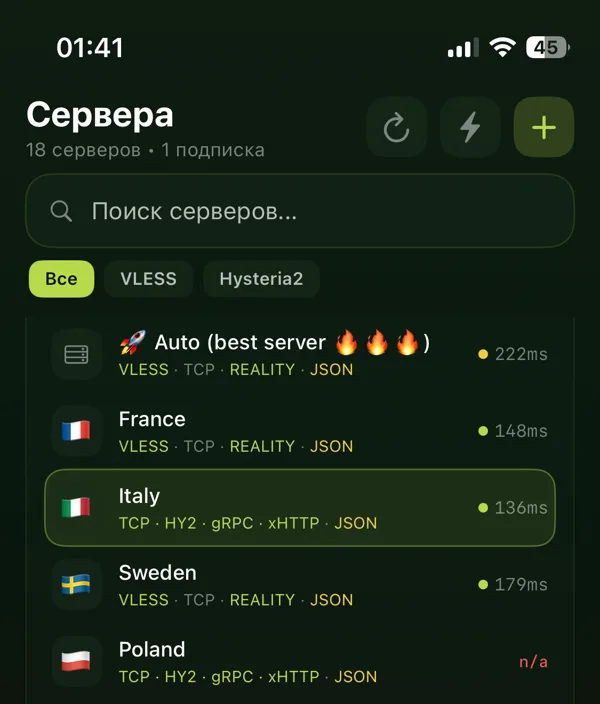 01:41
45
Сервера
18 серверов • 1 подписка
Поиск серверов...
Все
VLESS
Hysteria2
🚀 Auto (best server 🔥🔥🔥)
VLESS · TCP · REALITY · JSON
222ms
France
VLESS · TCP · REALITY · JSON
148ms
Italy
TCP · HY2 · gRPC · xHTTP · JSON
136ms
Sweden
VLESS · TCP · REALITY · JSON
179ms
Poland
TCP · HY2 · gRPC · xHTTP · JSON
n/a